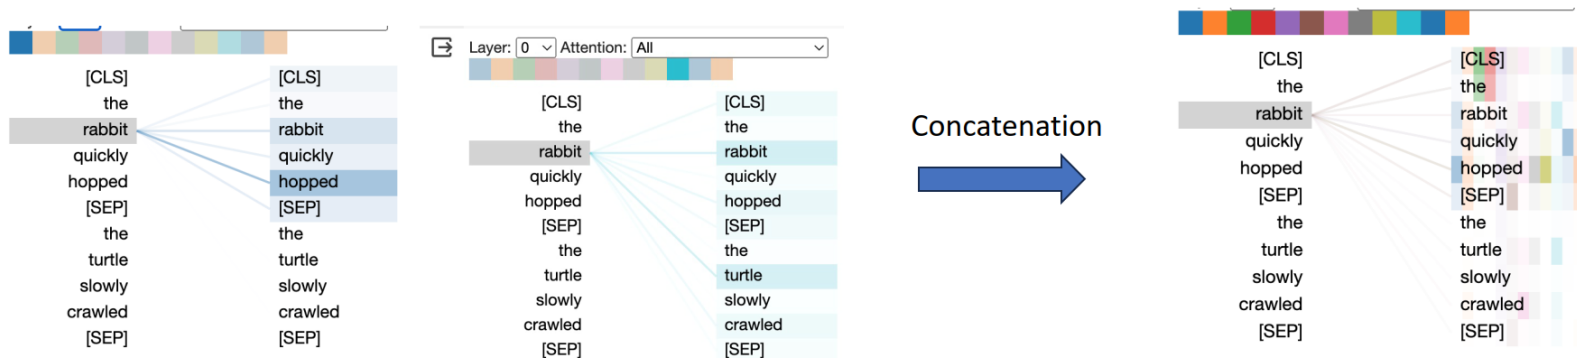 [CLS] [CLS]
the the
rabbit rabbit
quickly quickly
hopped hopped
[SEP] [SEP]
the the
turtle turtle
slowly slowly
crawled crawled
[SEP] [SEP]
Layer: 0 Attention: All
[CLS] [CLS]
the the
rabbit rabbit
quickly quickly
hopped hopped
[SEP] [SEP]
the the
turtle turtle
slowly slowly
crawled crawled
[SEP] [SEP]
Concatenation
[CLS] [CLS]
the the
rabbit rabbit
quickly quickly
hopped hopped
[SEP] [SEP]
the the
turtle turtle
slowly slowly
crawled crawled
[SEP] [SEP]